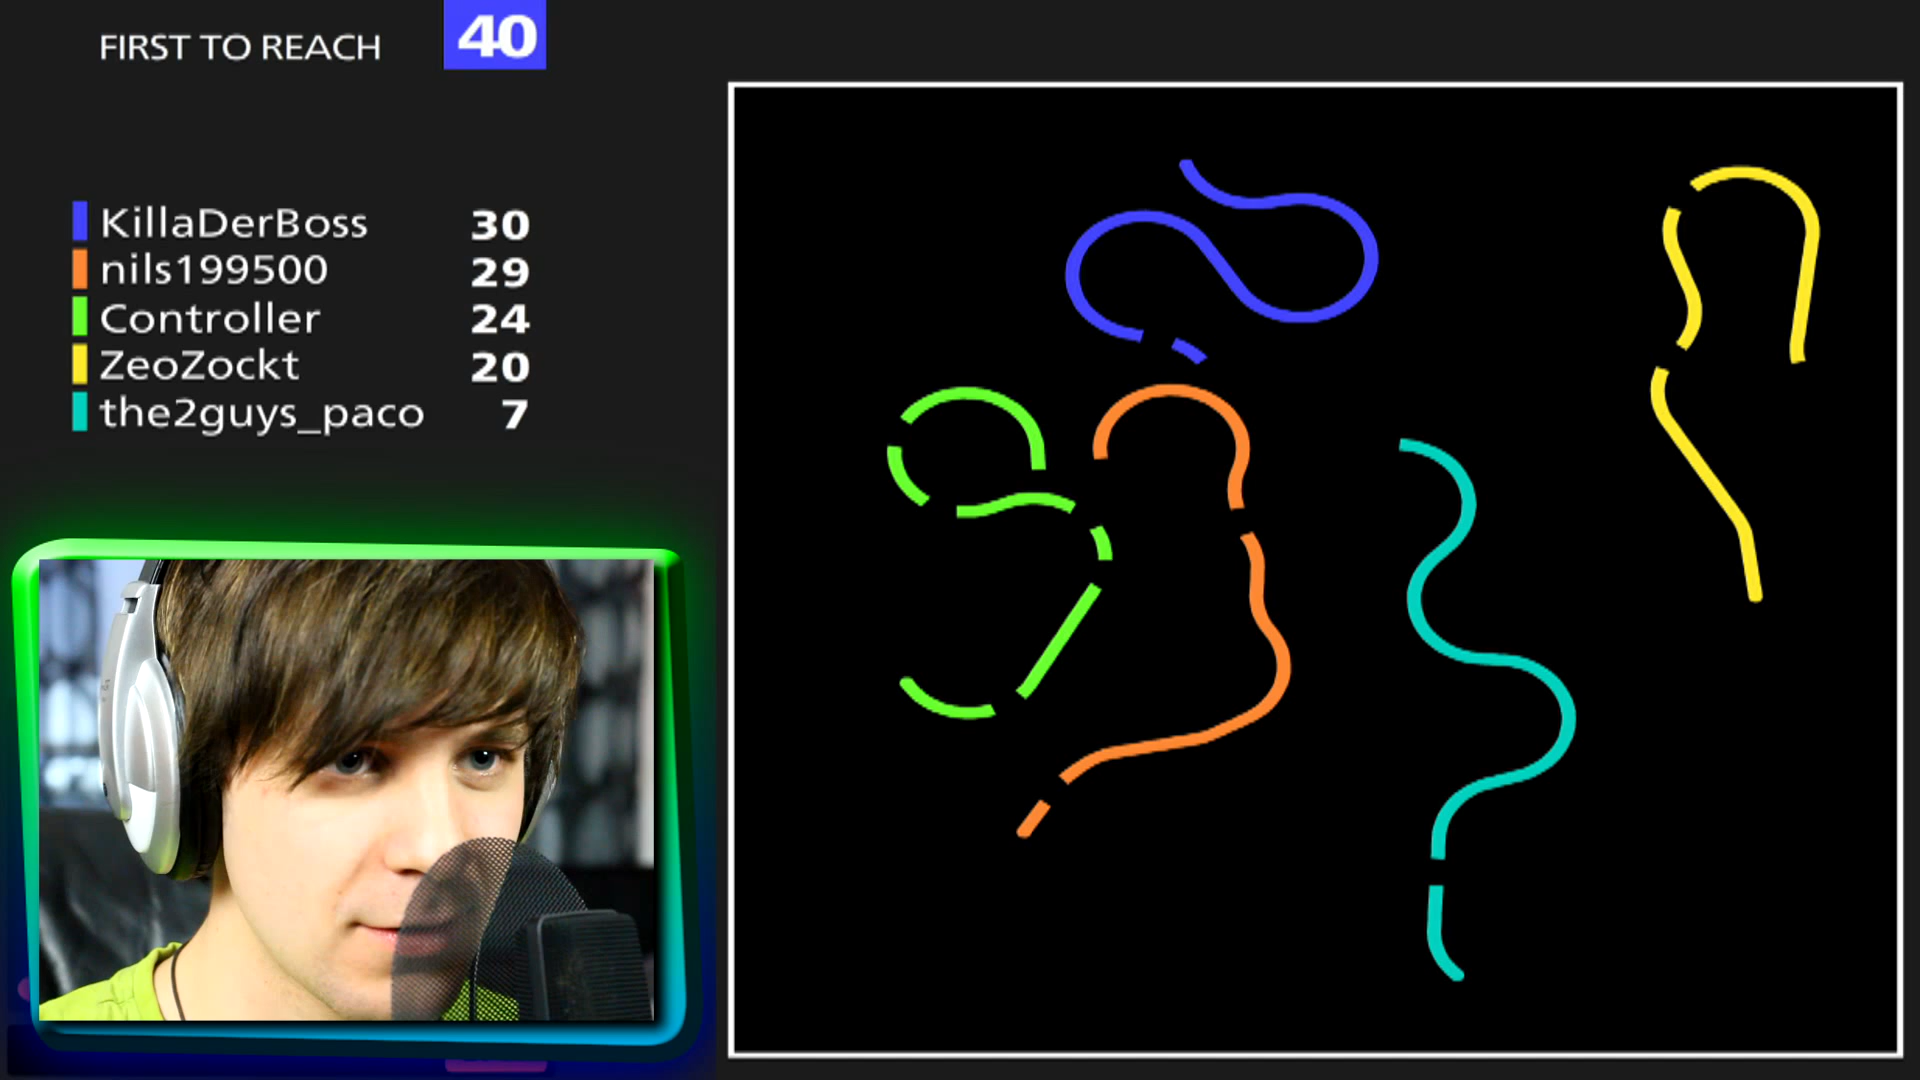 FIRST TO REACH 40
KillaDerBoss 30
nils199500 29
Controller 24
ZeoZockt 20
the2guys_paco 7